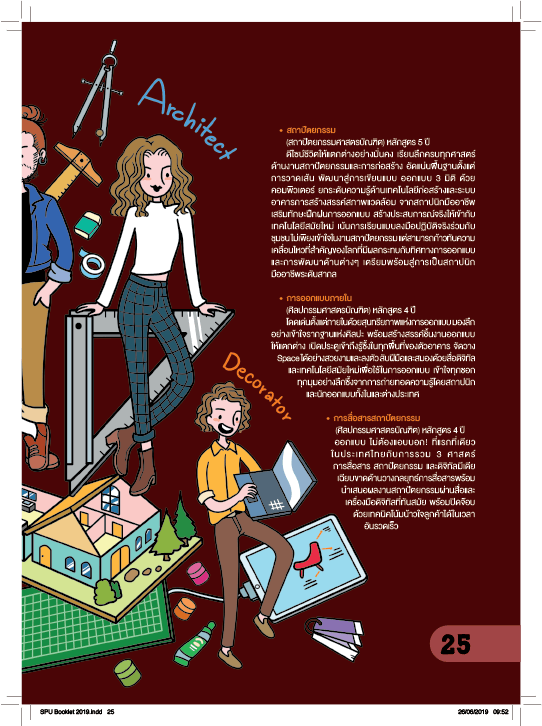 Architect
• สถาปัตยกรรม
(สถาปัตยกรรมศาสตรบัณฑิต) หลักสูตร 5 ปี
ดีไซน์ชีวิตให้แตกต่างอย่างมั่นคง เรียนลึกครบทุกศาสตร์
ด้านงานสถาปัตยกรรมและการก่อสร้าง อัดแน่นพื้นฐานตั้งแต่
การวาดเส้น พัฒนาสู่การเขียนแบบ ออกแบบ 3 มิติ ด้วย
คอมพิวเตอร์ ยกระดับความรู้ด้านเทคโนโลยีก่อสร้างและระบบ
อาคารการสร้างสรรค์สภาพแวดล้อม จากสถาปนิกมืออาชีพ
เสริมทักษะฝึกฝนการออกแบบ สร้างประสบการณ์จริงให้เข้ากับ
เทคโนโลยีสมัยใหม่ เน้นการเรียนแบบลงมือปฏิบัติจริงร่วมกับ
ชุมชน ไม่เพียงเข้าใจในงานสถาปัตยกรรม แต่สามารถก้าวทันความ
เคลื่อนไหวที่สำคัญของโลกที่มีผลกระทบกับทิศทางการออกแบบ
และการพัฒนาด้านต่างๆ เตรียมพร้อมสู่การเป็นสถาปนิก
มืออาชีพระดับสากล
• การออกแบบภายใน
(ศิลปกรรมศาสตรบัณฑิต) หลักสูตร 4 ปี
โดดเด่นตั้งแต่ภายในด้วยสุนทรียภาพแห่งการออกแบบ มองลึก
อย่างเข้าใจรากฐานแห่งศิลปะ พร้อมสร้างสรรค์ชิ้นงานออกแบบ
ให้แตกต่าง เปิดประตูเข้าถึงรู้ซึ้งในทุกพื้นที่ของตัวอาคาร จัดวาง
Space ได้อย่างสวยงามและลงตัว ลับฝีมือและสมองด้วยสื่อดิจิทัล
และเทคโนโลยีสมัยใหม่เพื่อใช้ในการออกแบบ เข้าใจทุกซอก
ทุกมุมอย่างลึกซึ้งจากการถ่ายทอดความรู้โดยสถาปนิก
และนักออกแบบทั้งในและต่างประเทศ
Decorator
• การสื่อสารสถาปัตยกรรม
(ศิลปกรรมศาสตรบัณฑิต) หลักสูตร 4 ปี
ออกแบบ ไม่ต้องแอบบอก! ที่แรกที่เดียว
ในประเทศไทยกับการรวม 3 ศาสตร์
การสื่อสาร สถาปัตยกรรม และดิจิทัลมีเดีย
เฉียบขาดด้านวางกลยุทธ์การสื่อสารพร้อม
นำเสนอผลงานสถาปัตยกรรมผ่านสื่อและ
เครื่องมือดิจิทัลที่ทันสมัย พร้อมปิดจ๊อบ
ด้วยเทคนิคโน้มน้าวใจลูกค้าได้ในเวลา
อันรวดเร็ว
25
SPU Booklet 2019.indd 25
26/08/2019 09:52